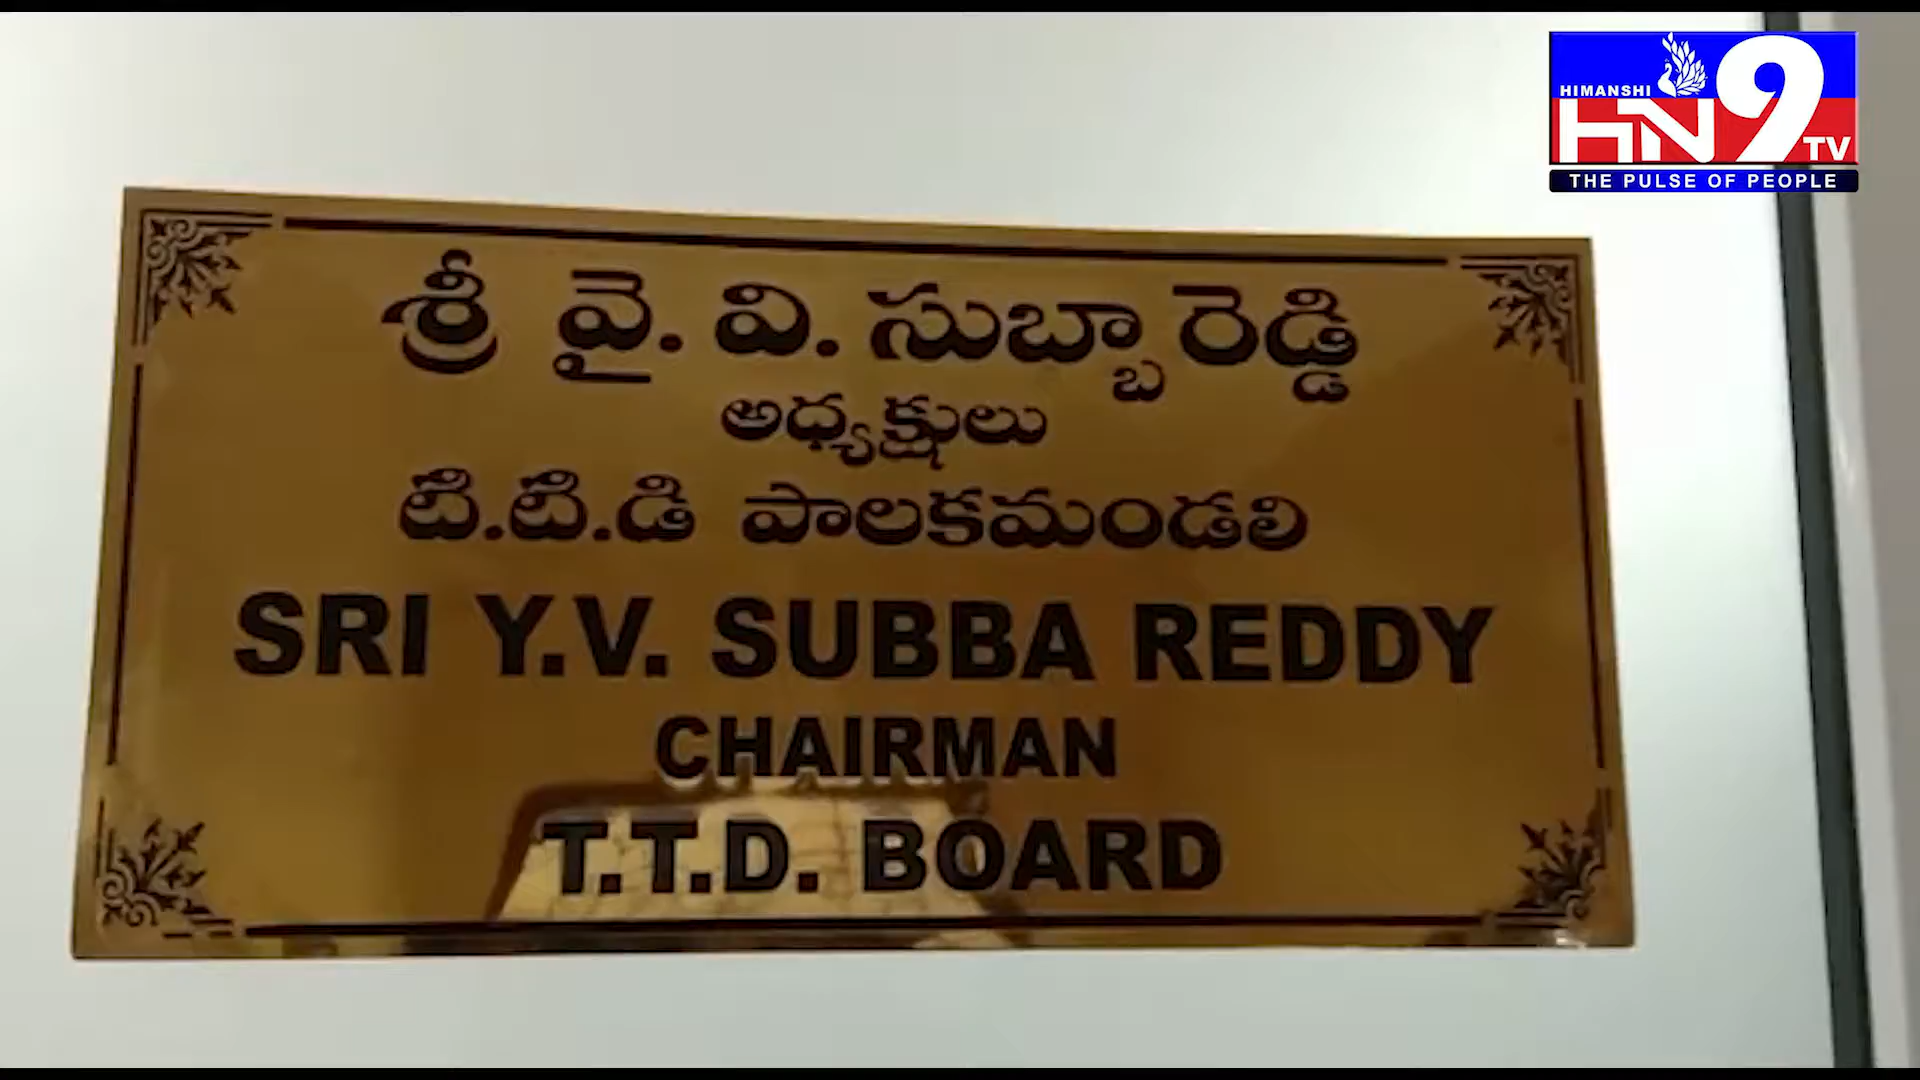 HIMANSHI
HN9 TV
THE PULSE OF PEOPLE
శ్రీ వై. వి. సుబ్బారెడ్డి
అధ్యక్షులు
టి.టి.డి పాలకమండలి
SRI Y.V. SUBBA REDDY
CHAIRMAN
T.T.D. BOARD